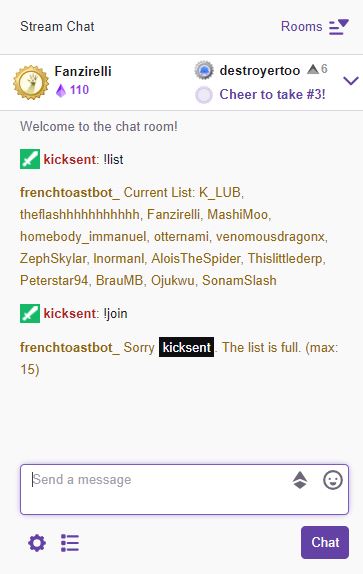 Stream Chat
Rooms
Fanzirelli
110
destroyertoo 6
Cheer to take #3!
Welcome to the chat room!
kicksent: !list
frenchtoastbot_ Current List: K_LUB,
theflashhhhhhhhhhh, Fanzirelli, MashiMoo,
homebody_immanuel, otternami, venomousdragonx,
ZephSkylar, lnormanl, AloisTheSpider, Thislittlederp,
Peterstar94, BrauMB, Ojukwu, SonamSlash
kicksent: !join
frenchtoastbot_ Sorry kicksent. The list is full. (max:
15)
Send a message
Chat